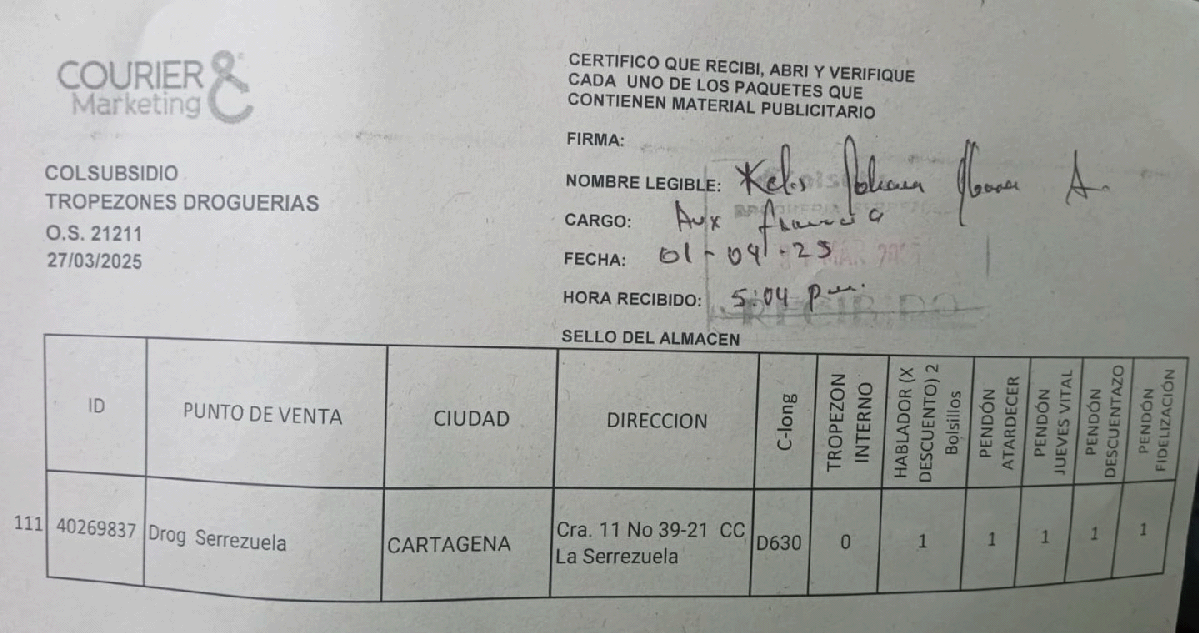 COURIER &
Marketing
COLSUBSIDIO
TROPEZONES DROGUERIAS
O.S. 21211
27/03/2025
CERTIFICO QUE RECIBI, ABRI Y VERIFIQUE
CADA UNO DE LOS PAQUETES QUE
CONTIENEN MATERIAL PUBLICITARIO
FIRMA:
NOMBRE LEGIBLE: Kelis Johana
CARGO: Aux
FECHA: 01-04-25
HORA RECIBIDO: 5:04 pm.
MAR
RECIBIDO
SELLO DEL ALMACEN
ID PUNTO DE VENTA CIUDAD DIRECCION C-long TROPEZON INTERNO HABLADOR (X DESCUENTO) 2 Bolsillos PENDÓN ATARDECER PENDÓN JUEVES VITAL PENDÓN DESCUENTAZO PENDÓN FIDELIZACIÓN
111 40269837 Drog Serrezuela CARTAGENA Cra. 11 No 39-21 CC La Serrezuela D630 0 1 1 1 1 1